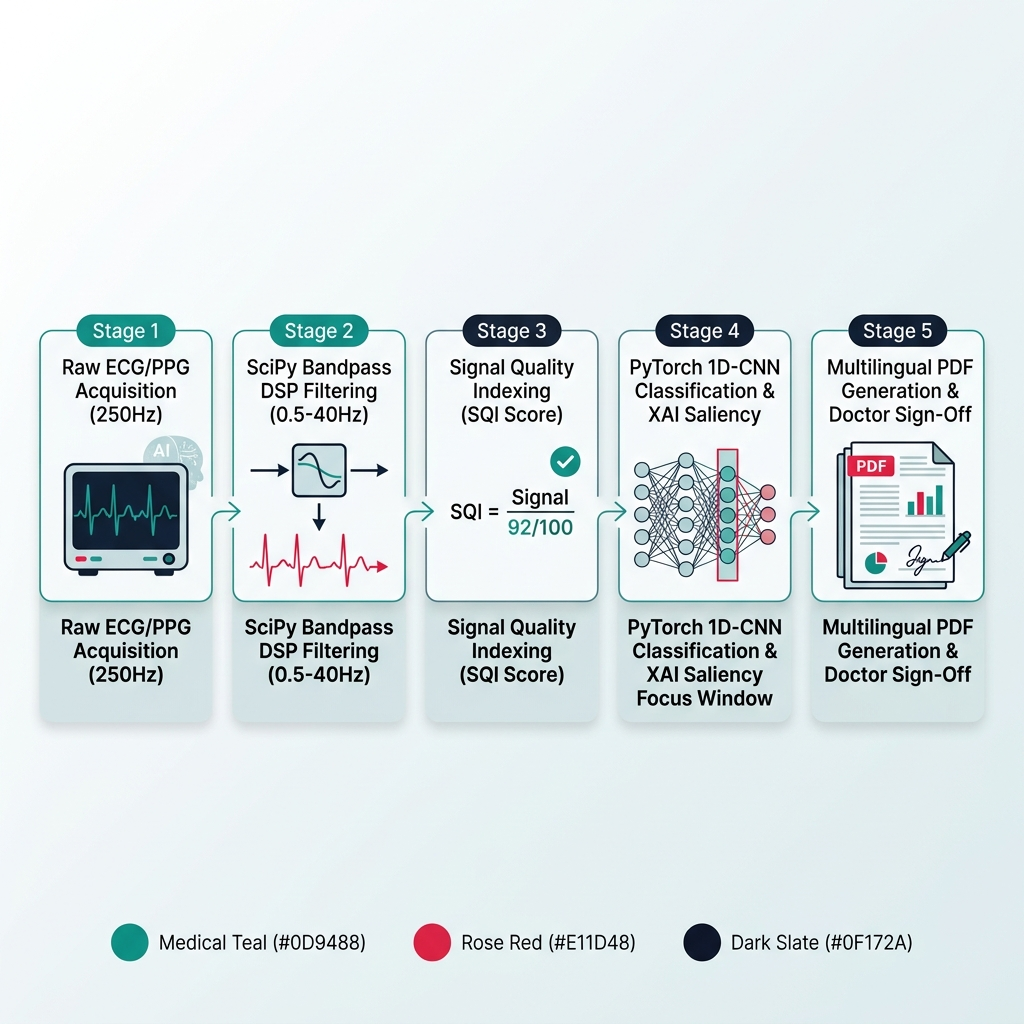 Stage 1
Raw ECG/PPG
Acquisition
(250Hz)
AI
Raw ECG/PPG
Acquisition
(250Hz)
Stage 2
SciPy Bandpass
DSP Filtering
(0.5-40Hz)
SciPy Bandpass
DSP Filtering
(0.5-40Hz)
Stage 3
Signal Quality
Indexing
(SQI Score)
SQI = Signal
92/100
Signal Quality
Indexing
(SQI Score)
Stage 4
PyTorch 1D-CNN
Classification &
XAI Saliency
PyTorch 1D-CNN
Classification &
XAI Saliency
Focus Window
Stage 5
Multilingual PDF
Generation &
Doctor Sign-Off
PDF
Multilingual PDF
Generation &
Doctor Sign-Off
Medical Teal (#0D9488)
Rose Red (#E11D48)
Dark Slate (#0F172A)